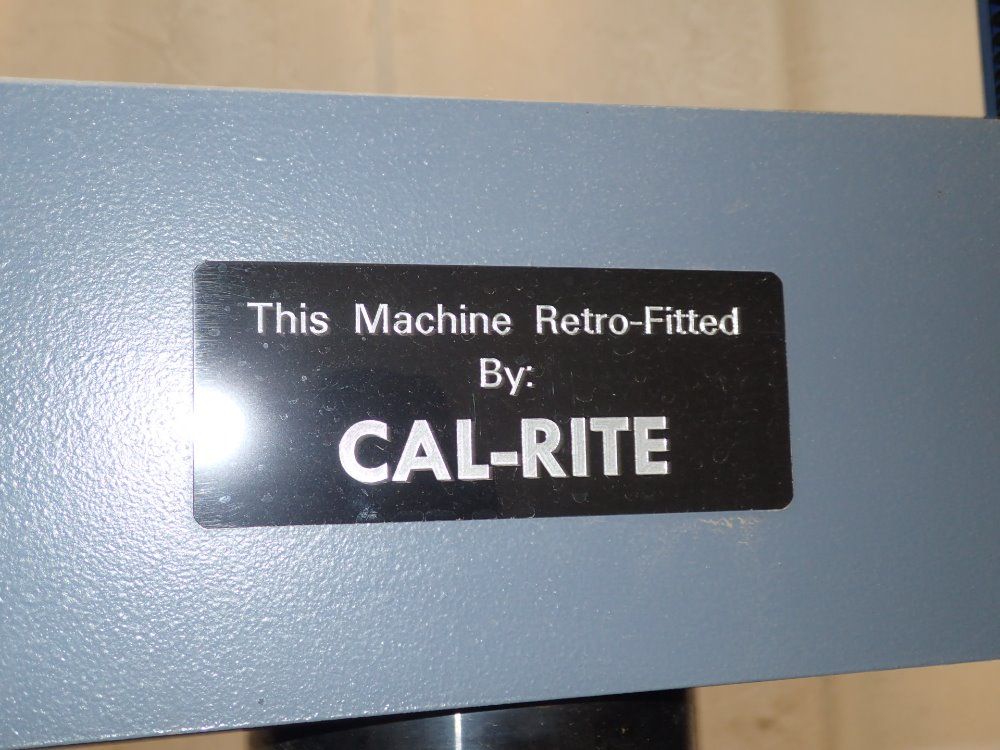 This Machine Retro-Fitted
By:
CAL-RITE